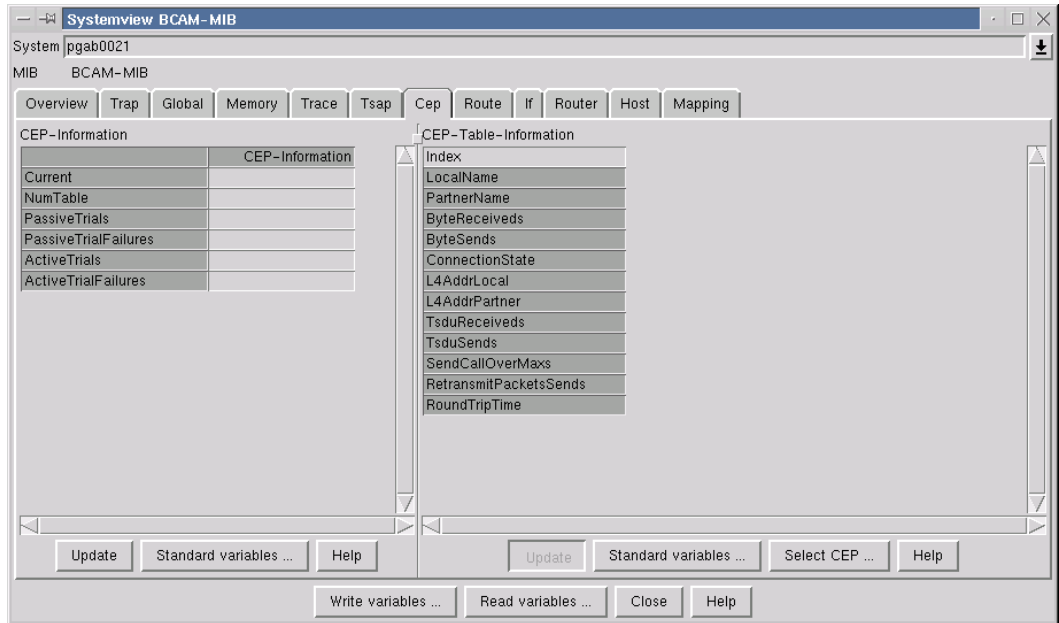 Systemview BCAM-MIB
System pgab0021
MIB BCAM-MIB
Overview Trap Global Memory Trace Tsap Cep Route If Router Host Mapping
CEP-Information
CEP-Information
Current
NumTable
PassiveTrials
PassiveTrialFailures
ActiveTrials
ActiveTrialFailures
Update Standard variables ... Help
CEP-Table-Information
Index
LocalName
PartnerName
ByteReceiveds
ByteSends
ConnectionState
L4AddrLocal
L4AddrPartner
TsduReceiveds
TsduSends
SendCallOverMaxs
RetransmitPacketsSends
RoundTripTime
Update Standard variables ... Select CEP ... Help
Write variables ... Read variables ... Close Help